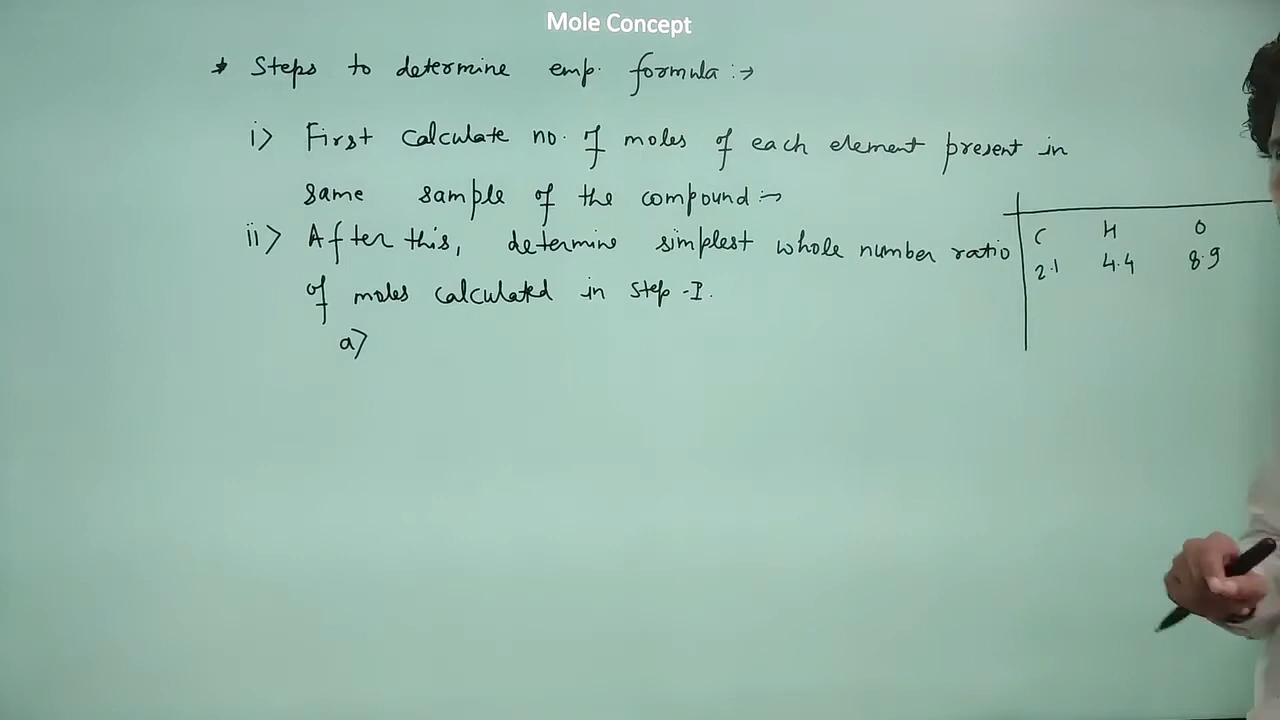 Mole Concept
* Steps to determine emp. formula :→
i> First calculate no. of moles of each element present in
same sample of the compound :→
ii> After this, determine simplest whole number ratio
of moles calculated in step -I.
a>
C H O
2.1 4.4 8.9